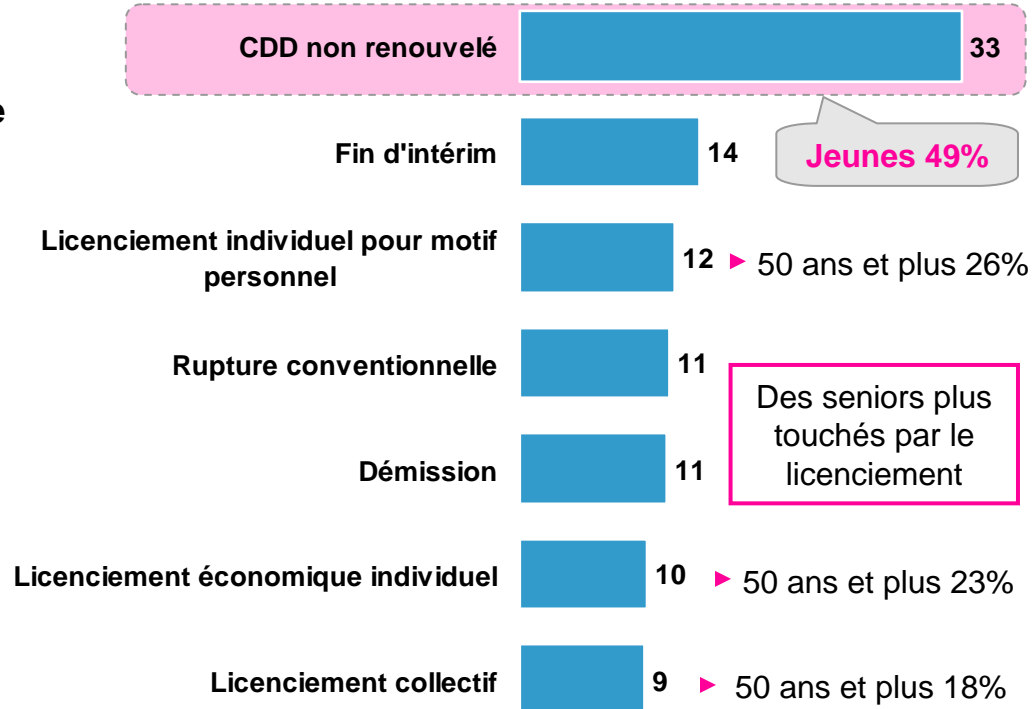 CDD non renouvelé 33
e
Fin d'intérim 14
Jeunes 49%
Licenciement individuel pour motif
personnel
12 ► 50 ans et plus 26%
Rupture conventionnelle 11
Des seniors plus
touchés par le
licenciement
Démission 11
Licenciement économique individuel 10 ► 50 ans et plus 23%
Licenciement collectif 9 ► 50 ans et plus 18%